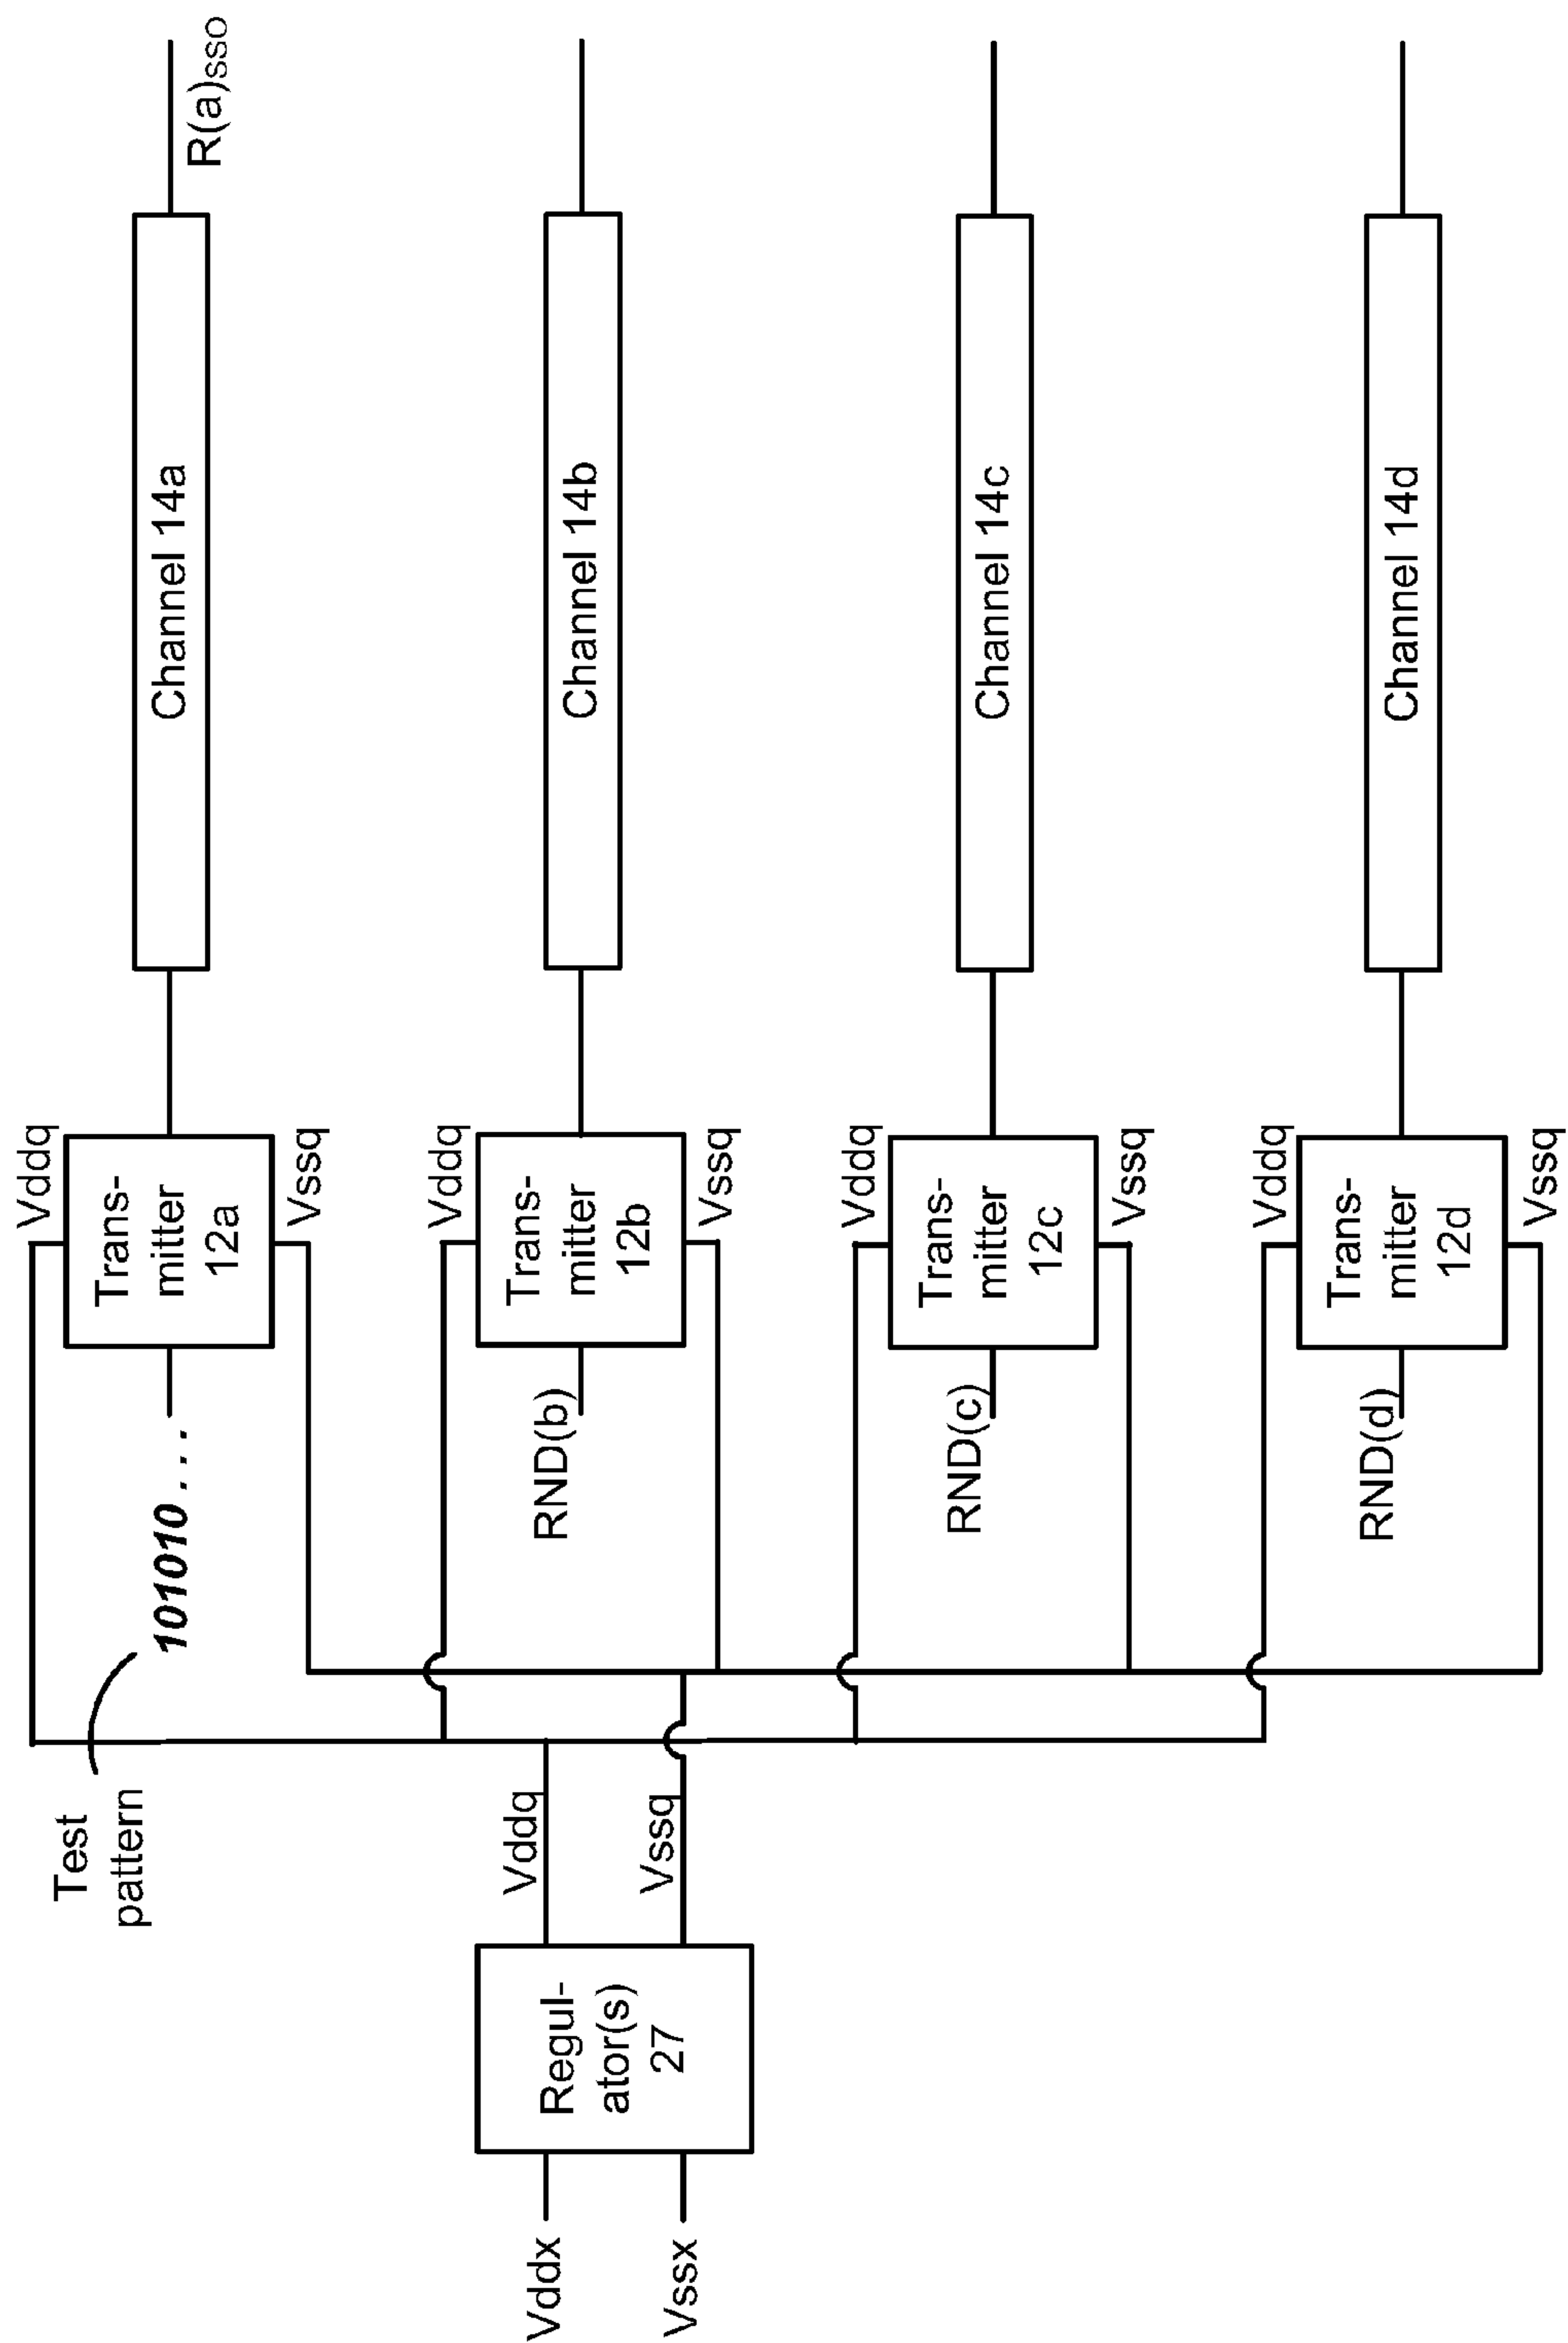 Vddq
Trans-
mitter
12a
Vssq
Channel 14a
R(a)SSO
Test
pattern
10101010...
Vddq
Trans-
mitter
12b
Vssq
RND(b)
Channel 14b
Regul-
ator(s)
27
Vddx
Vssx
Vddq
Vssq
Vddq
Trans-
mitter
12c
Vssq
RND(c)
Channel 14c
Vddq
Trans-
mitter
12d
Vssq
RND(d)
Channel 14d